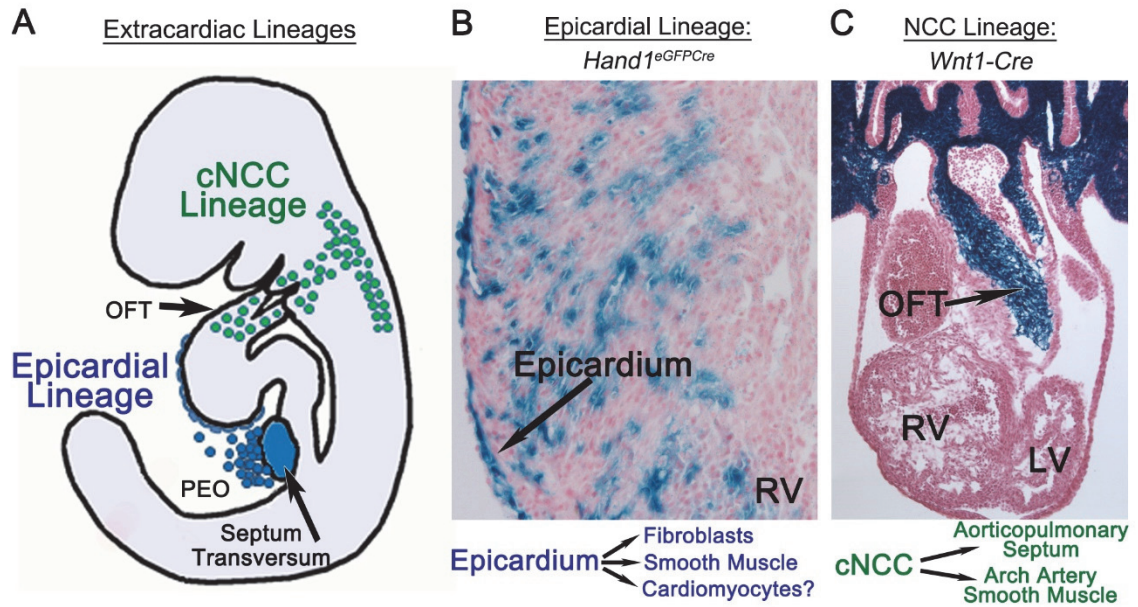 A
Extracardiac Lineages
cNCC
Lineage
OFT
Epicardial
Lineage
PEO
Septum
Transversum
B
Epicardial Lineage:
Hand1eGFPCre
Epicardium
RV
Epicardium
Fibroblasts
Smooth Muscle
Cardiomyocytes?
C
NCC Lineage:
Wnt1-Cre
OFT
RV
LV
cNCC
Aorticopulmonary
Septum
Arch Artery
Smooth Muscle